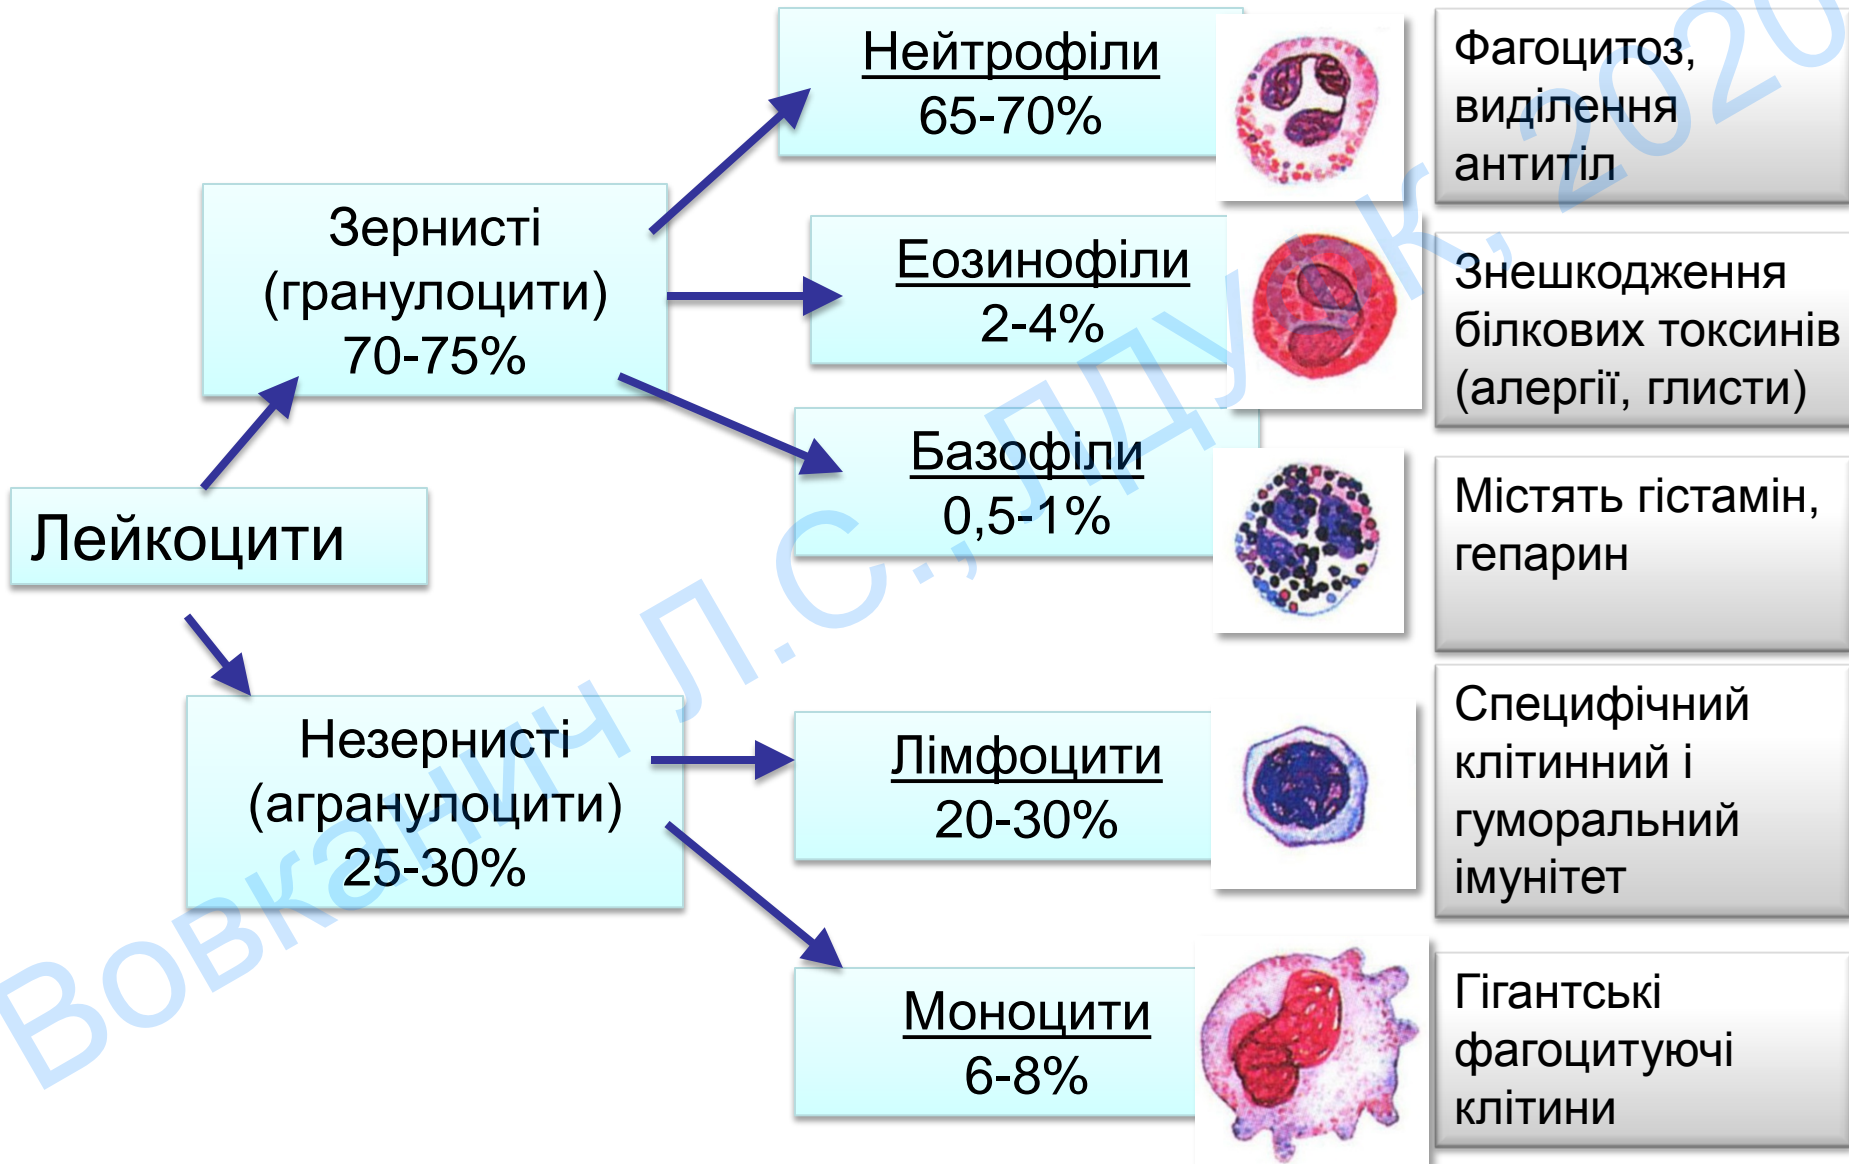 Лейкоцити
Зернисті
(гранулоцити)
70-75%
Нейтрофіли
65-70%
Фагоцитоз,
виділення
антитіл
Еозинофіли
2-4%
Знешкодження
білкових токсинів
(алергії, глисти)
Базофіли
0,5-1%
Містять гістамін,
гепарин
Незернисті
(агранулоцити)
25-30%
Лімфоцити
20-30%
Специфічний
клітинний і
гуморальний
імунітет
Моноцити
6-8%
Гігантські
фагоцитуючі
клітини
Вовканич Л.С., ЛДУФК, 2020